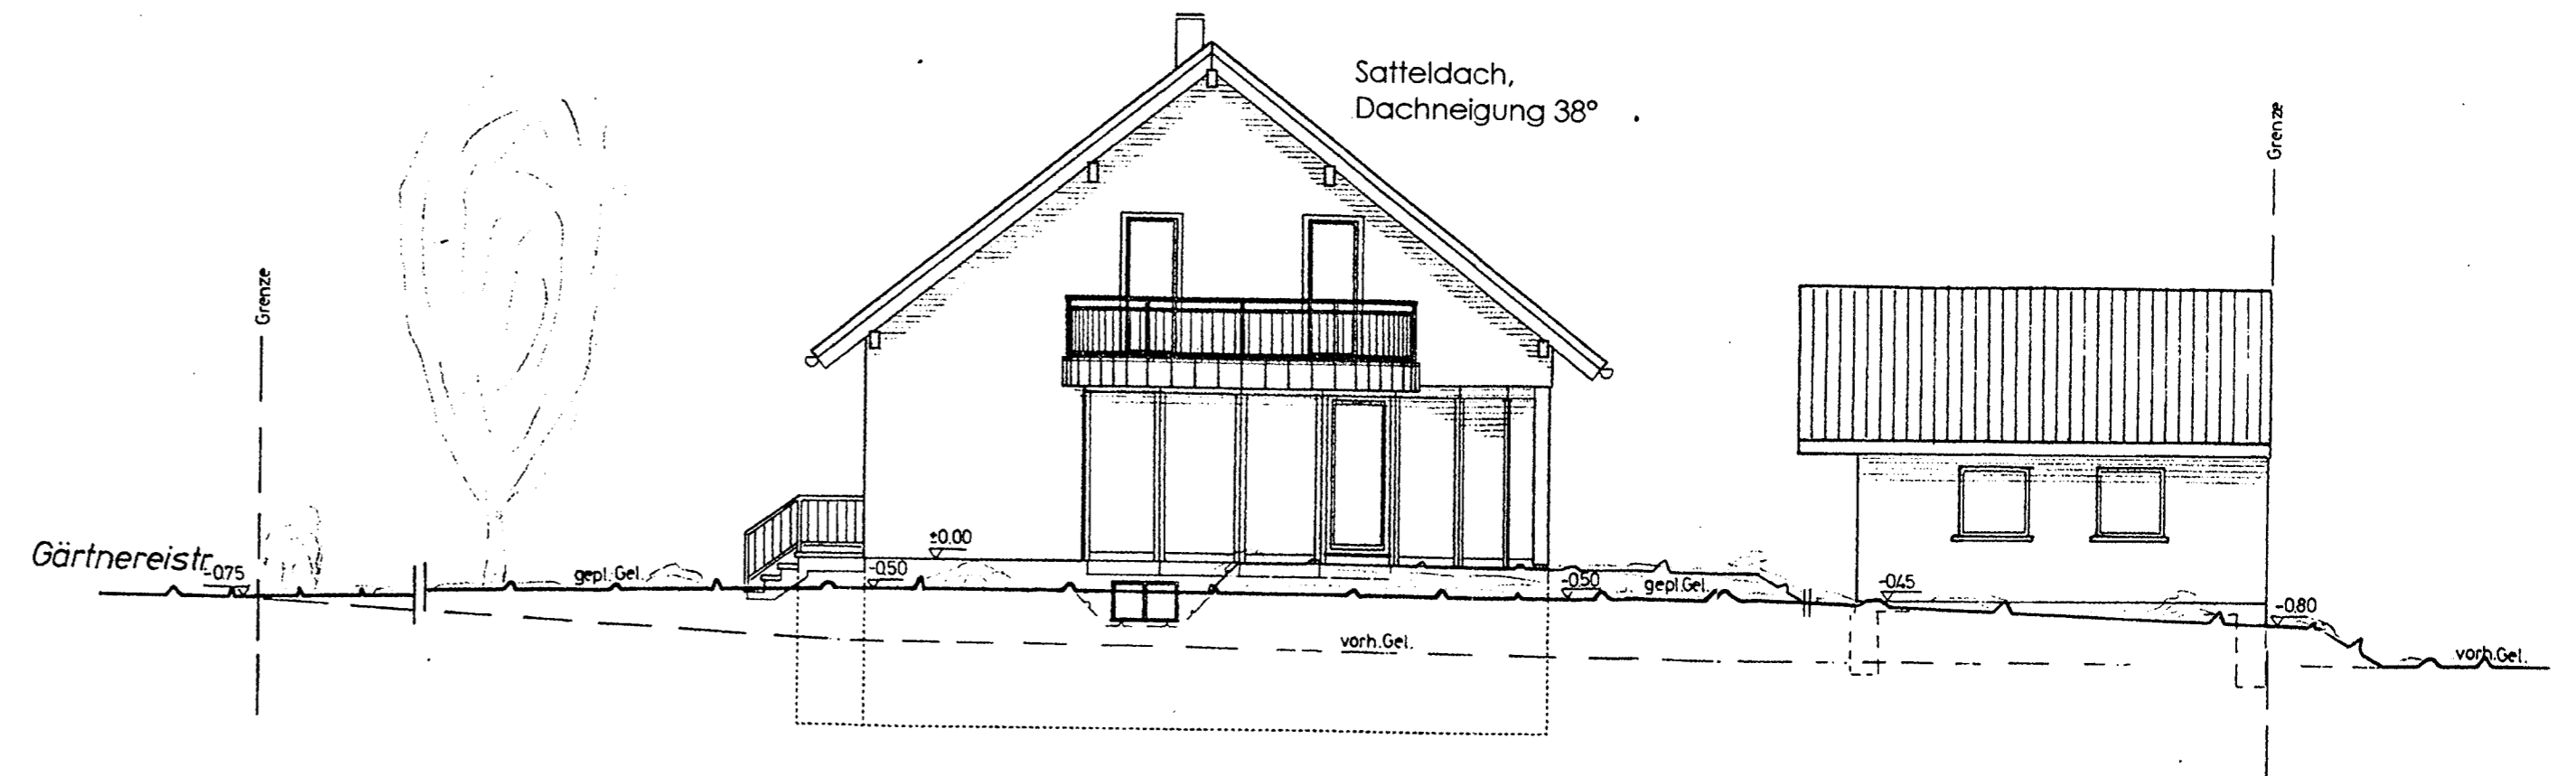 Satteldach,
Dachneigung 38°
Grenze
Grenze
Gärtnereistr.
-0.75
gepl. Gel.
±0.00
-0.50
-0.50
gepl. Gel.
-0.45
-0.80
vorh. Gel.
vorh. Gel.